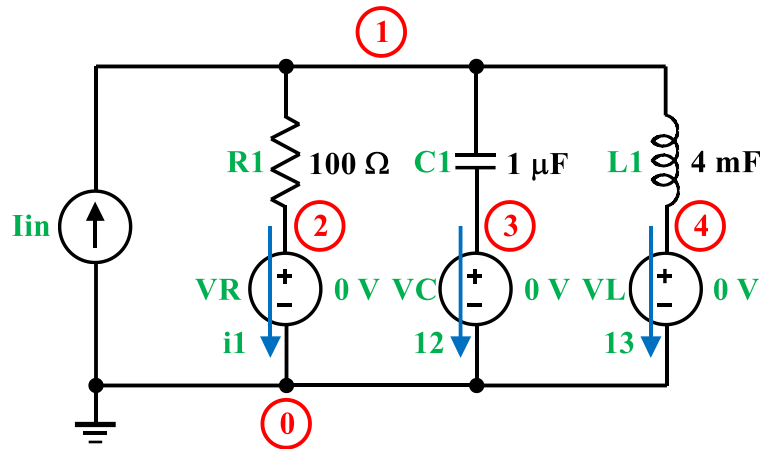 1
R1 100 Ω C1 1 μF L1 4 mF
Iin 2 3 4
+ + +
VR 0 V VC 0 V VL 0 V
− − −
i1 12 13
0